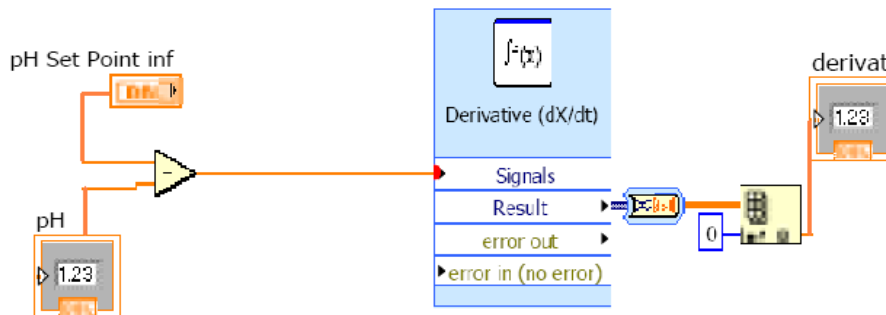 pH Set Point inf
derivat
1.23
Derivative (dX/dt)
Signals
Result
error out
error in (no error)
0
pH
1.23